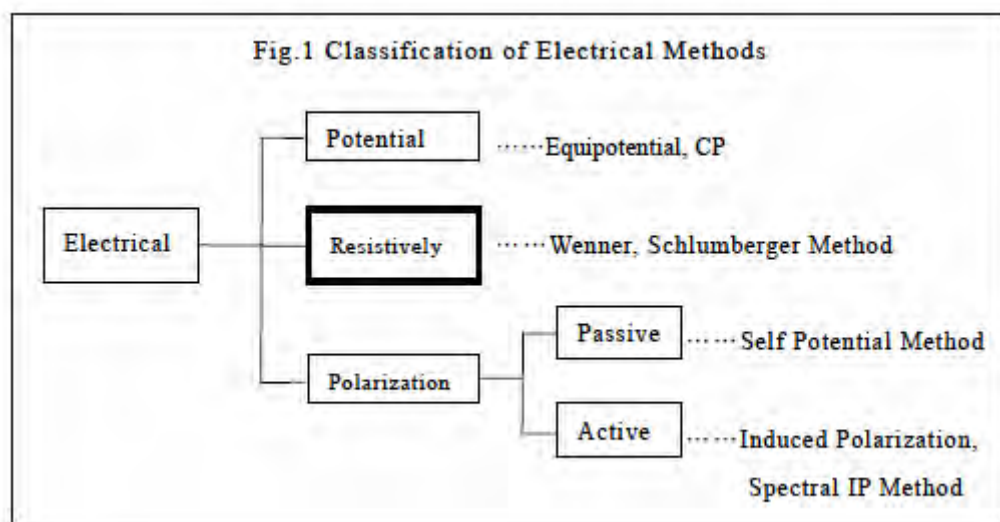 Fig.1 Classification of Electrical Methods
Potential ……Equipotential, CP
Electrical
Resistively ……Wenner, Schlumberger Method
Passive ……Self Potential Method
Polarization
Active ……Induced Polarization,
Spectral IP Method